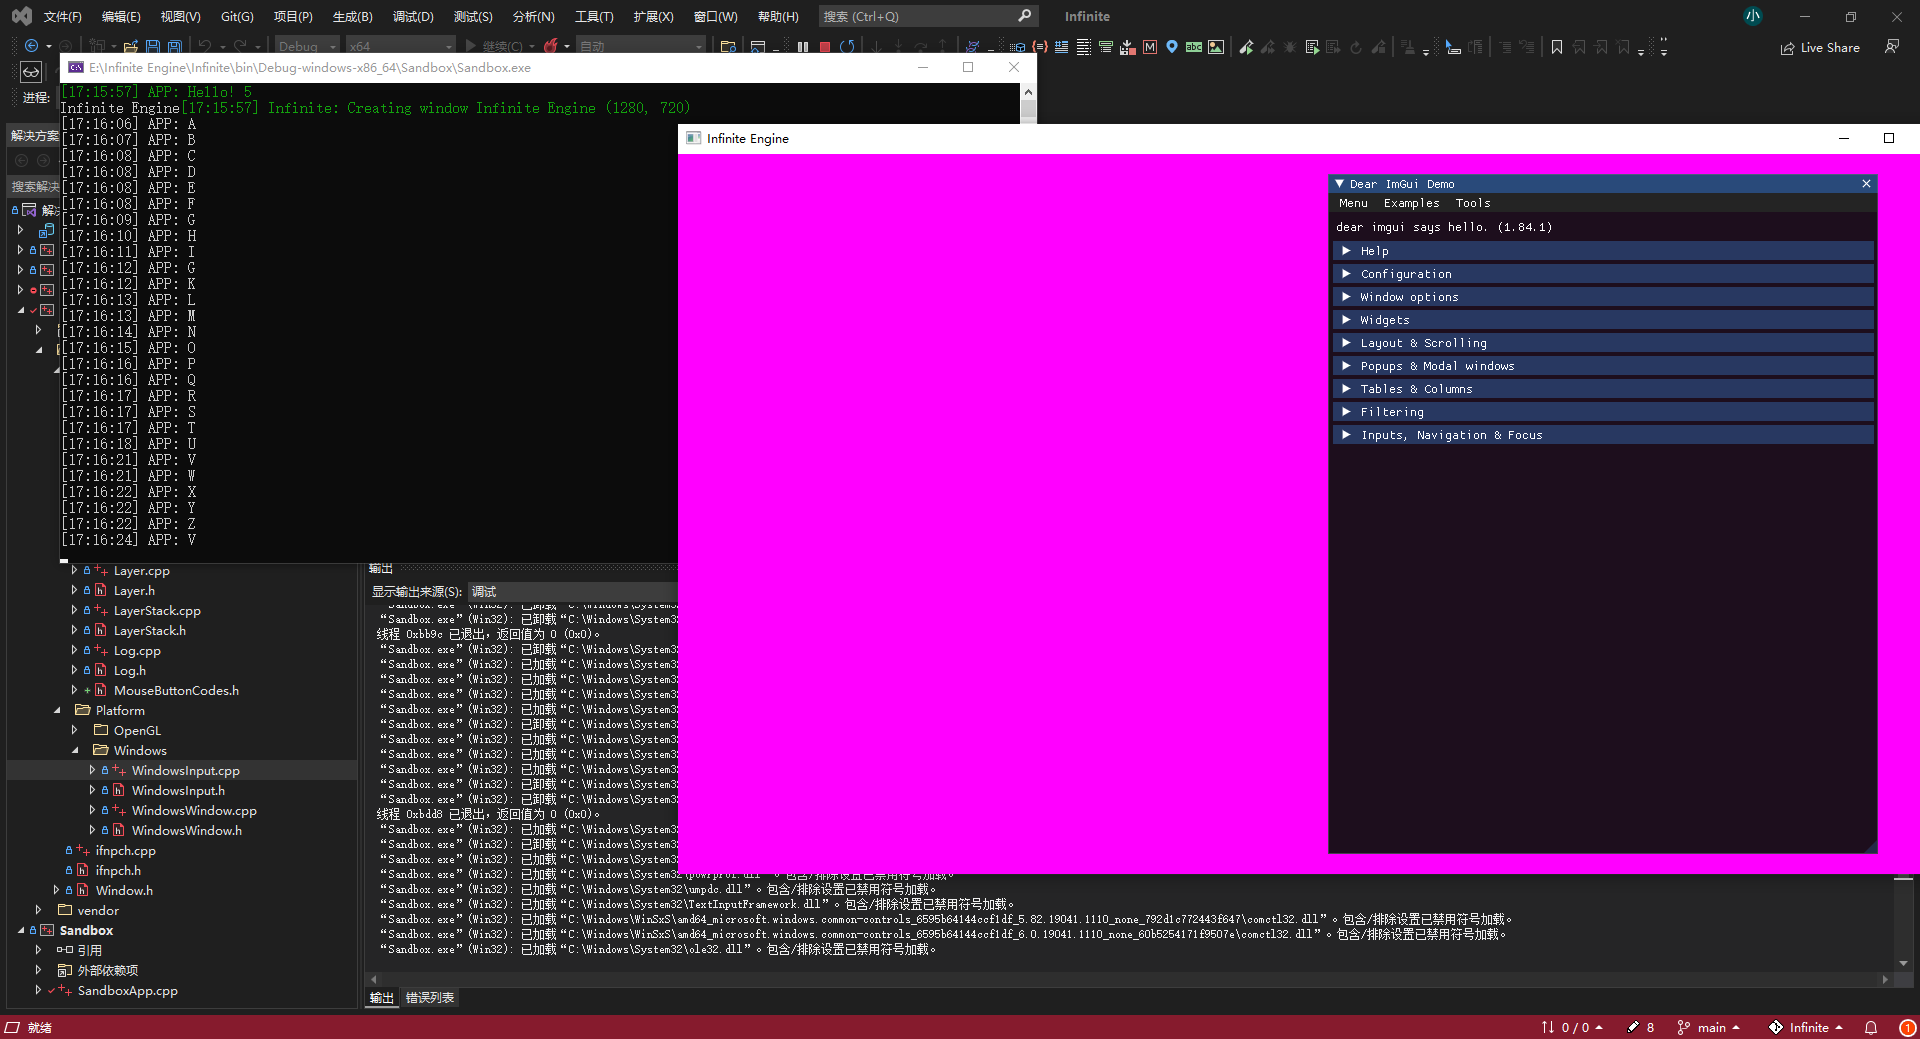 文件(F) 编辑(E) 视图(V) Git(G) 项目(P) 生成(B) 调试(D) 测试(S) 分析(N) 工具(T) 扩展(X) 窗口(W) 帮助(H) 搜索 (Ctrl+Q) Infinite 小
Debug x64 继续(C) 自动 Live Share
E:\Infinite Engine\Infinite\bin\Debug-windows-x86_64\Sandbox\Sandbox.exe
进程:
解决方案
搜索解决
解决
[17:15:57] APP: Hello! 5
Infinite Engine[17:15:57] Infinite: Creating window Infinite Engine (1280, 720)
[17:16:06] APP: A
[17:16:07] APP: B
[17:16:08] APP: C
[17:16:08] APP: D
[17:16:08] APP: E
[17:16:08] APP: F
[17:16:09] APP: G
[17:16:10] APP: H
[17:16:11] APP: I
[17:16:12] APP: G
[17:16:12] APP: K
[17:16:13] APP: L
[17:16:13] APP: M
[17:16:14] APP: N
[17:16:15] APP: O
[17:16:16] APP: P
[17:16:16] APP: Q
[17:16:17] APP: R
[17:16:17] APP: S
[17:16:17] APP: T
[17:16:18] APP: U
[17:16:21] APP: V
[17:16:21] APP: W
[17:16:22] APP: X
[17:16:22] APP: Y
[17:16:22] APP: Z
[17:16:24] APP: V
Infinite Engine
Dear ImGui Demo
Menu Examples Tools
dear imgui says hello. (1.84.1)
Help
Configuration
Window options
Widgets
Layout & Scrolling
Popups & Modal windows
Tables & Columns
Filtering
Inputs, Navigation & Focus
Layer.cpp
Layer.h
LayerStack.cpp
LayerStack.h
Log.cpp
Log.h
MouseButtonCodes.h
Platform
OpenGL
Windows
WindowsInput.cpp
WindowsInput.h
WindowsWindow.cpp
WindowsWindow.h
ifnpch.cpp
ifnpch.h
Window.h
vendor
Sandbox
引用
外部依赖项
SandboxApp.cpp
输出
显示输出来源(S): 调试
“Sandbox.exe”(Win32): 已卸载“C:\Windows\System3
“Sandbox.exe”(Win32): 已卸载“C:\Windows\System3
线程 0xbb9c 已退出，返回值为 0 (0x0)。
“Sandbox.exe”(Win32): 已卸载“C:\Windows\System3
“Sandbox.exe”(Win32): 已加载“C:\Windows\System3
“Sandbox.exe”(Win32): 已加载“C:\Windows\System3
“Sandbox.exe”(Win32): 已加载“C:\Windows\System3
“Sandbox.exe”(Win32): 已加载“C:\Windows\System3
“Sandbox.exe”(Win32): 已卸载“C:\Windows\System3
“Sandbox.exe”(Win32): 已加载“C:\Windows\System3
“Sandbox.exe”(Win32): 已加载“C:\Windows\System3
“Sandbox.exe”(Win32): 已加载“C:\Windows\System3
“Sandbox.exe”(Win32): 已卸载“C:\Windows\System3
“Sandbox.exe”(Win32): 已卸载“C:\Windows\System3
线程 0xbdd8 已退出，返回值为 0 (0x0)。
“Sandbox.exe”(Win32): 已加载“C:\Windows\System3
“Sandbox.exe”(Win32): 已卸载“C:\Windows\System3
“Sandbox.exe”(Win32): 已加载“C:\Windows\System3
“Sandbox.exe”(Win32): 已加载“C:\Windows\System32\powrprof.dll”。包含/排除设置已禁用符号加载。
“Sandbox.exe”(Win32): 已加载“C:\Windows\System32\umpdc.dll”。包含/排除设置已禁用符号加载。
“Sandbox.exe”(Win32): 已加载“C:\Windows\System32\TextInputFramework.dll”。包含/排除设置已禁用符号加载。
“Sandbox.exe”(Win32): 已加载“C:\Windows\WinSxS\amd64_microsoft.windows.common-controls_6595b64144ccf1df_5.82.19041.1110_none_792d1c772443f647\comctl32.dll”。包含/排除设置已禁用符号加载。
“Sandbox.exe”(Win32): 已加载“C:\Windows\WinSxS\amd64_microsoft.windows.common-controls_6595b64144ccf1df_6.0.19041.1110_none_60b5254171f9507e\comctl32.dll”。包含/排除设置已禁用符号加载。
“Sandbox.exe”(Win32): 已加载“C:\Windows\System32\ole32.dll”。包含/排除设置已禁用符号加载。
输出 错误列表
就绪 0 / 0 8 main Infinite 1